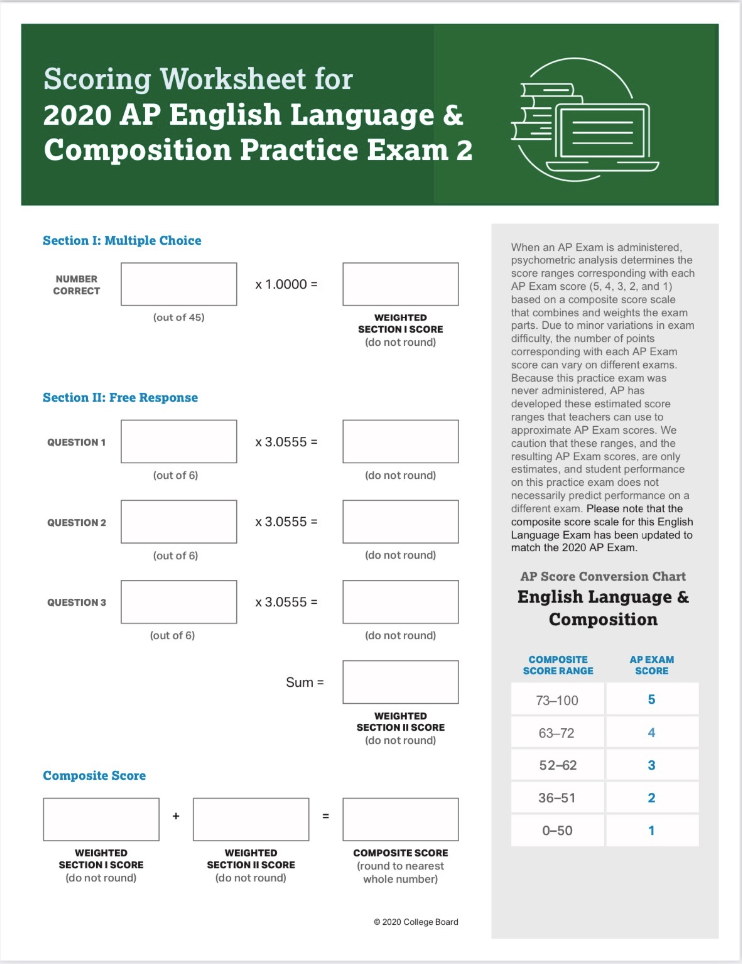 Scoring Worksheet for
2020 AP English Language &
Composition Practice Exam 2
Section I: Multiple Choice
NUMBER
CORRECT
x 1.0000 =
(out of 45)
WEIGHTED
SECTION I SCORE
(do not round)
Section II: Free Response
QUESTION 1
x 3.0555 =
(out of 6)
(do not round)
QUESTION 2
x 3.0555 =
(out of 6)
(do not round)
QUESTION 3
x 3.0555 =
(out of 6)
(do not round)
Sum =
WEIGHTED
SECTION II SCORE
(do not round)
Composite Score
+
=
WEIGHTED
SECTION I SCORE
(do not round)
WEIGHTED
SECTION II SCORE
(do not round)
COMPOSITE SCORE
(round to nearest
whole number)
© 2020 College Board
When an AP Exam is administered,
psychometric analysis determines the
score ranges corresponding with each
AP Exam score (5, 4, 3, 2, and 1)
based on a composite score scale
that combines and weights the exam
parts. Due to minor variations in exam
difficulty, the number of points
corresponding with each AP Exam
score can vary on different exams.
Because this practice exam was
never administered, AP has
developed these estimated score
ranges that teachers can use to
approximate AP Exam scores. We
caution that these ranges, and the
resulting AP Exam scores, are only
estimates, and student performance
on this practice exam does not
necessarily predict performance on a
different exam. Please note that the
composite score scale for this English
Language Exam has been updated to
match the 2020 AP Exam.
AP Score Conversion Chart
English Language &
Composition
COMPOSITE
SCORE RANGE
AP EXAM
SCORE
73–100 5
63–72 4
52–62 3
36–51 2
0–50 1